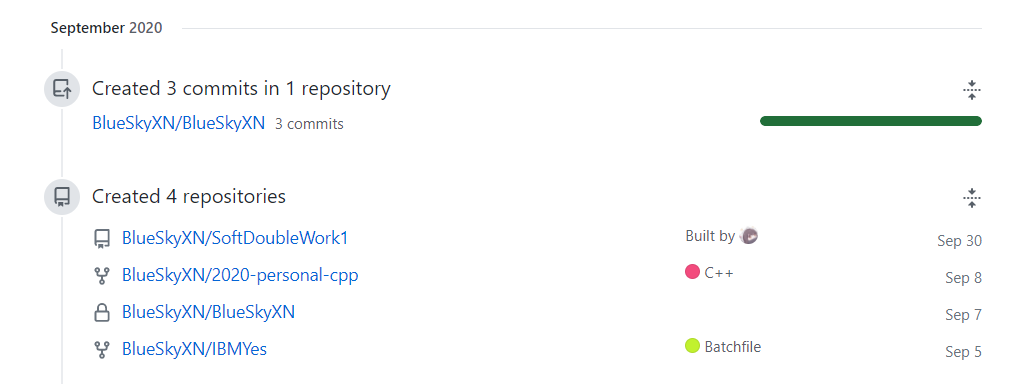 September 2020
Created 3 commits in 1 repository
BlueSkyXN/BlueSkyXN 3 commits
Created 4 repositories
BlueSkyXN/SoftDoubleWork1 Built by Sep 30
BlueSkyXN/2020-personal-cpp C++ Sep 8
BlueSkyXN/BlueSkyXN Sep 7
BlueSkyXN/IBMYes Batchfile Sep 5